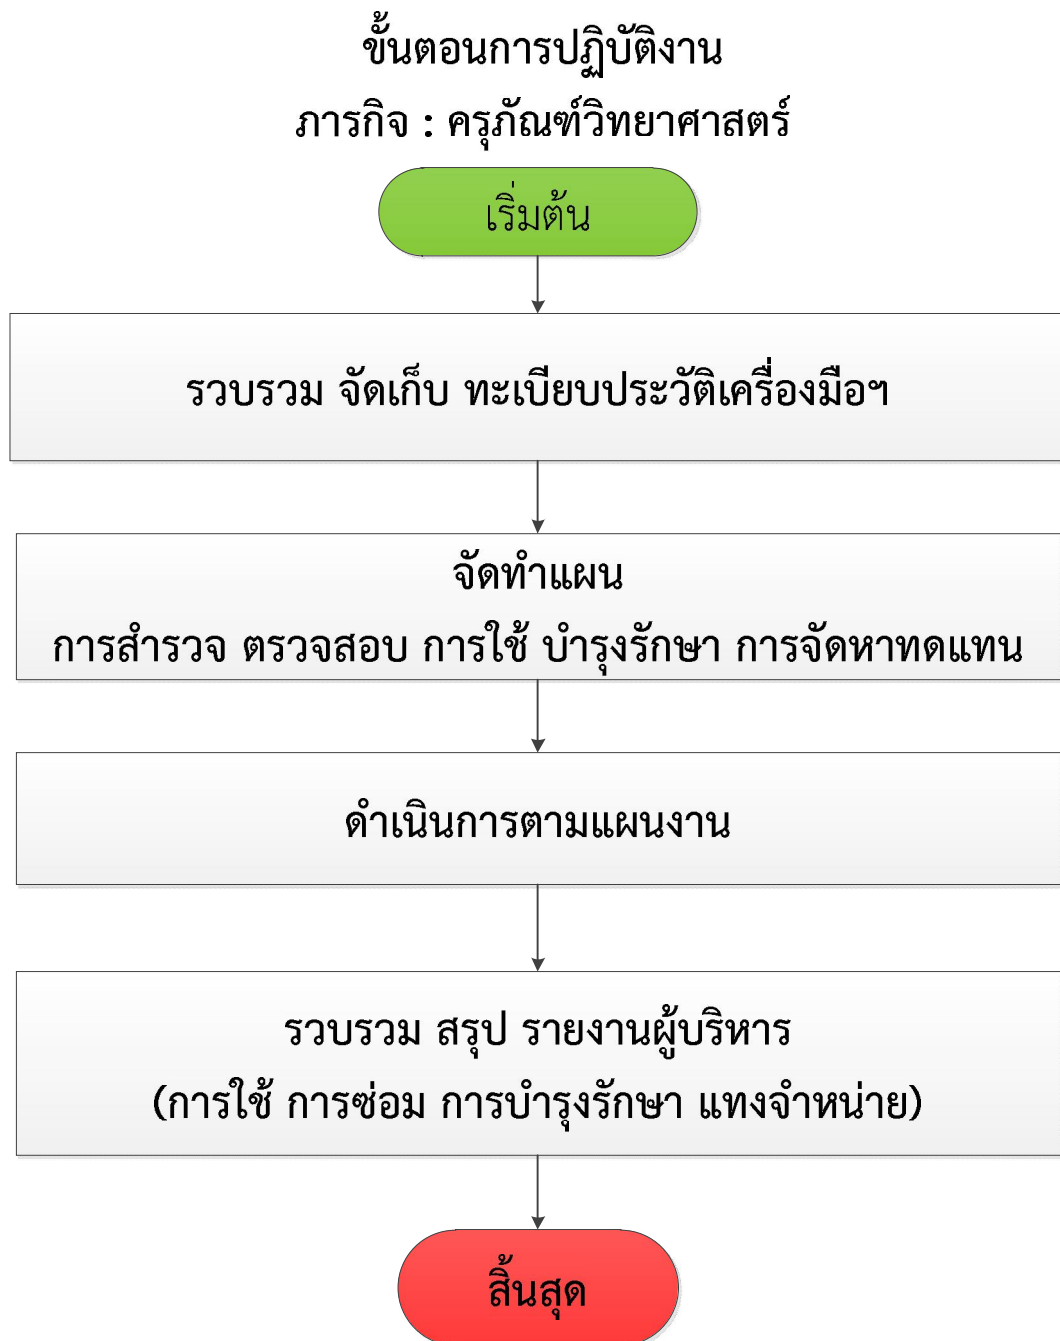 ขั้นตอนการปฏิบัติงาน
ภารกิจ : ครุภัณฑ์วิทยาศาสตร์
เริ่มต้น
รวบรวม จัดเก็บ ทะเบียบประวัติเครื่องมือฯ
จัดทำแผน
การสำรวจ ตรวจสอบ การใช้ บำรุงรักษา การจัดหาทดแทน
ดำเนินการตามแผนงาน
รวบรวม สรุป รายงานผู้บริหาร
(การใช้ การซ่อม การบำรุงรักษา แทงจำหน่าย)
สิ้นสุด